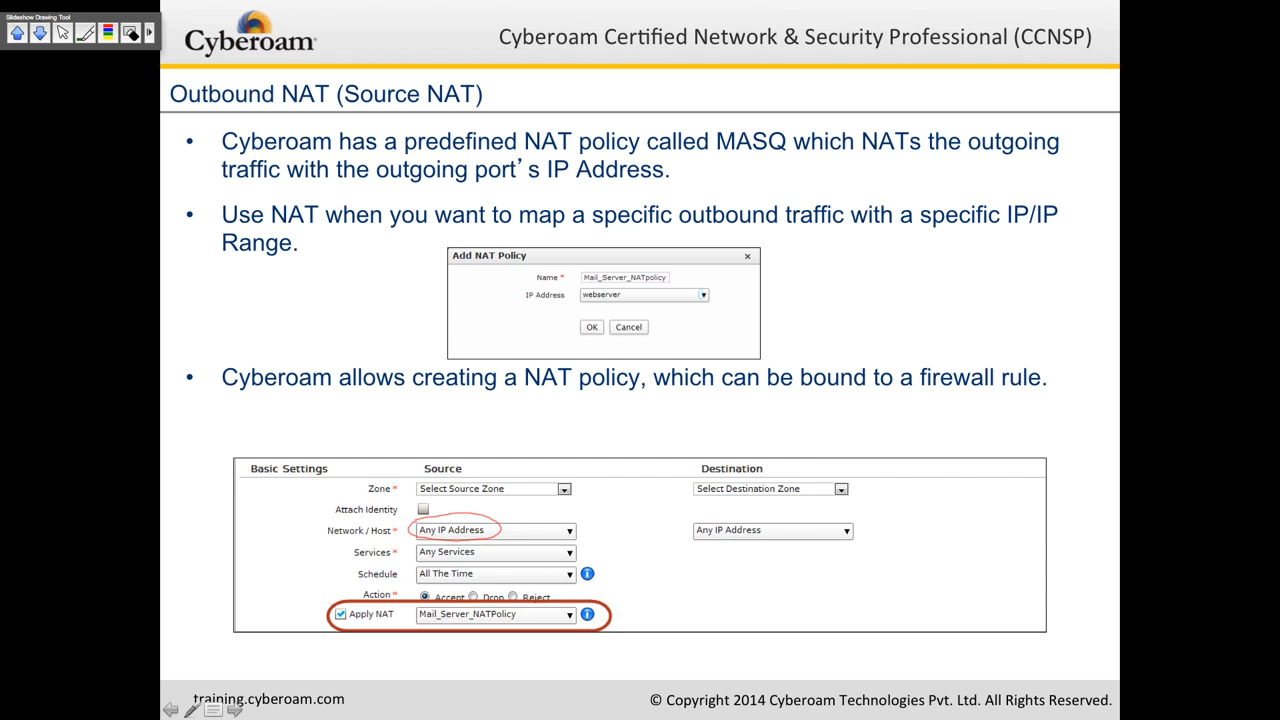 Slideshow Drawing Tool
Cyberoam
Cyberoam Certified Network & Security Professional (CCNSP)
Outbound NAT (Source NAT)
• Cyberoam has a predefined NAT policy called MASQ which NATs the outgoing
traffic with the outgoing port’s IP Address.
• Use NAT when you want to map a specific outbound traffic with a specific IP/IP
Range.
Add NAT Policy
Name * Mail_Server_NATpolicy
IP Address webserver
OK Cancel
• Cyberoam allows creating a NAT policy, which can be bound to a firewall rule.
Basic Settings Source Destination
Zone * Select Source Zone Select Destination Zone
Attach Identity
Network / Host * Any IP Address Any IP Address
Services * Any Services
Schedule All The Time
Action * Accept Drop Reject
Apply NAT Mail_Server_NATPolicy
training.cyberoam.com © Copyright 2014 Cyberoam Technologies Pvt. Ltd. All Rights Reserved.